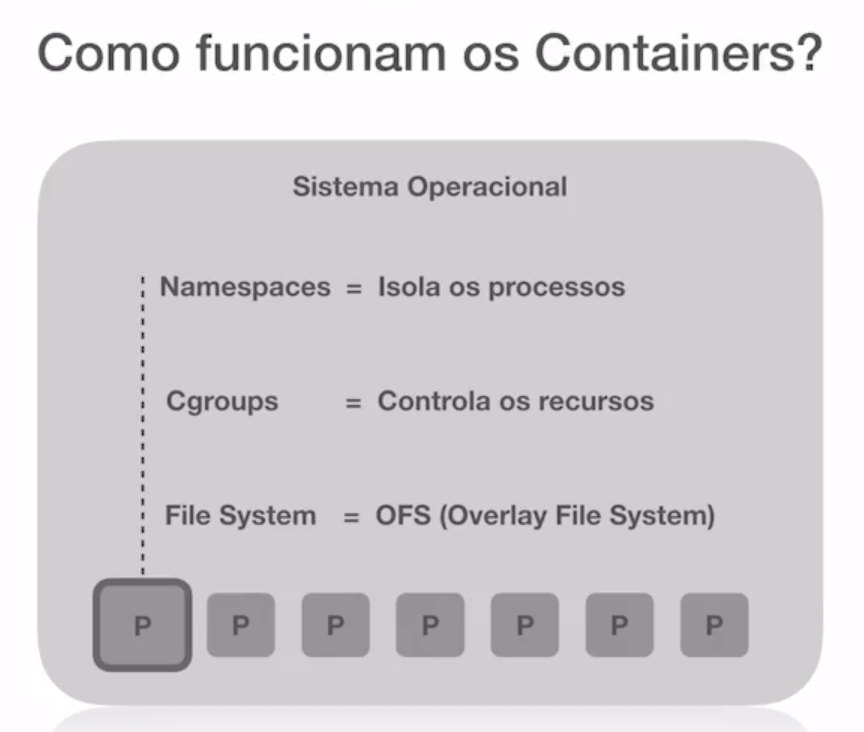 Como funcionam os Containers?
Sistema Operacional
Namespaces = Isola os processos
Cgroups = Controla os recursos
File System = OFS (Overlay File System)
P P P P P P P